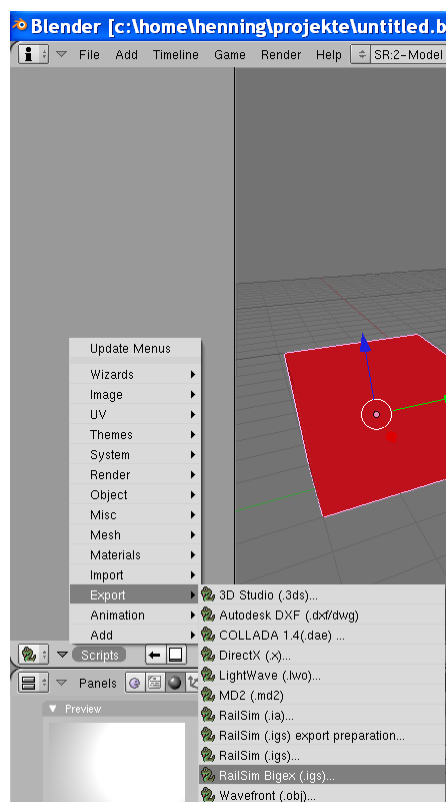 Blender [c:\home\henning\projekte\untitled.b
File Add Timeline Game Render Help SR:2-Model
Update Menus
Wizards
Image
UV
Themes
System
Render
Object
Misc
Mesh
Materials
Import
Export
Animation
Add
3D Studio (.3ds)...
Autodesk DXF (.dxf/dwg)
COLLADA 1.4(.dae) ...
DirectX (.x)...
LightWave (.lwo)...
MD2 (.md2)
RailSim (.ia)...
RailSim (.igs) export preparation...
RailSim (.igs)...
RailSim Bigex (.igs)...
Wavefront (.obj)...
Scripts
Panels
Preview